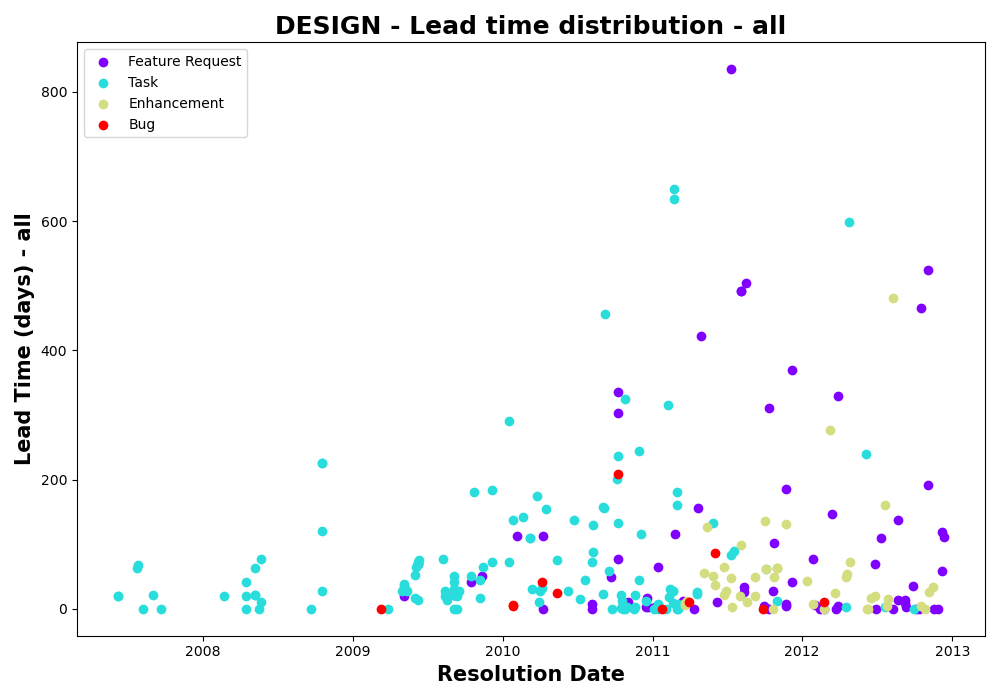 DESIGN - Lead time distribution - all
Feature Request
Task
Enhancement
Bug
Lead Time (days) - all
800
600
400
200
0
2008 2009 2010 2011 2012 2013
Resolution Date